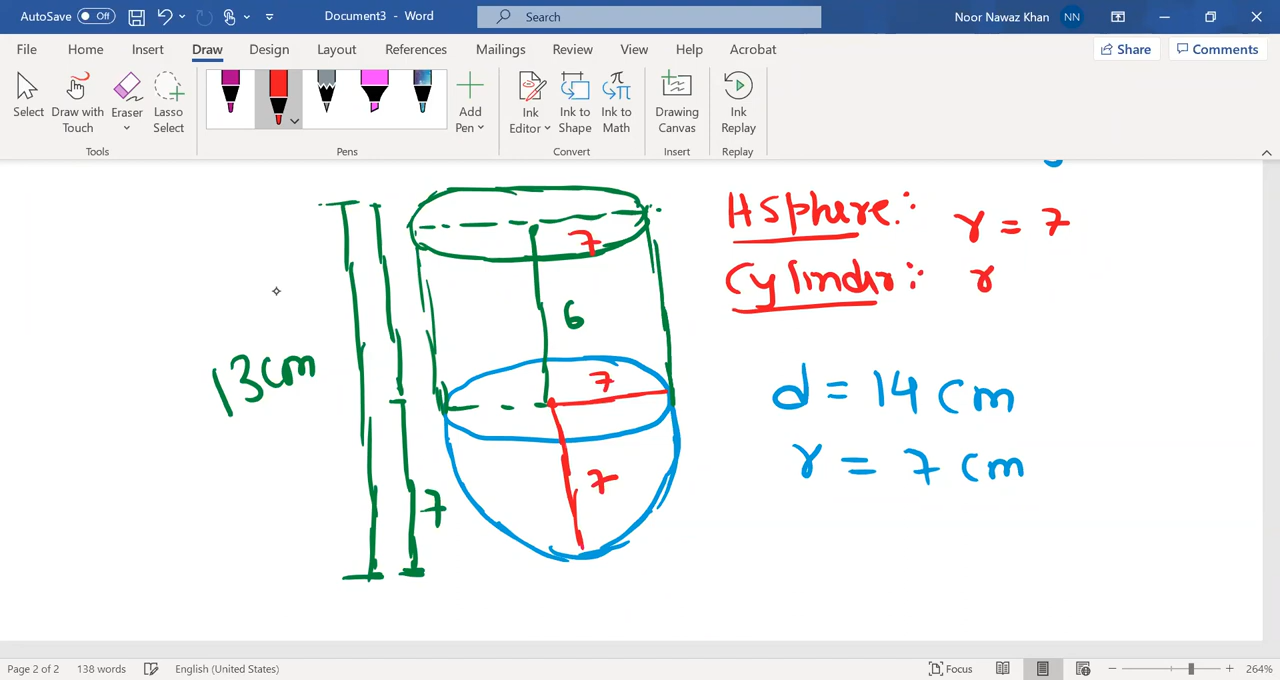 AutoSave Off Document3 - Word Search Noor Nawaz Khan NN
File Home Insert Draw Design Layout References Mailings Review View Help Acrobat Share Comments
Select Draw with Touch Eraser Lasso Select Add Pen Ink Editor Ink to Shape Ink to Math Drawing Canvas Ink Replay
Tools Pens Convert Insert Replay
H Sphere: r = 7
Cylinder: r
7
6
13cm
7
7
7
d = 14 cm
r = 7 cm
Page 2 of 2 138 words English (United States) Focus 264%